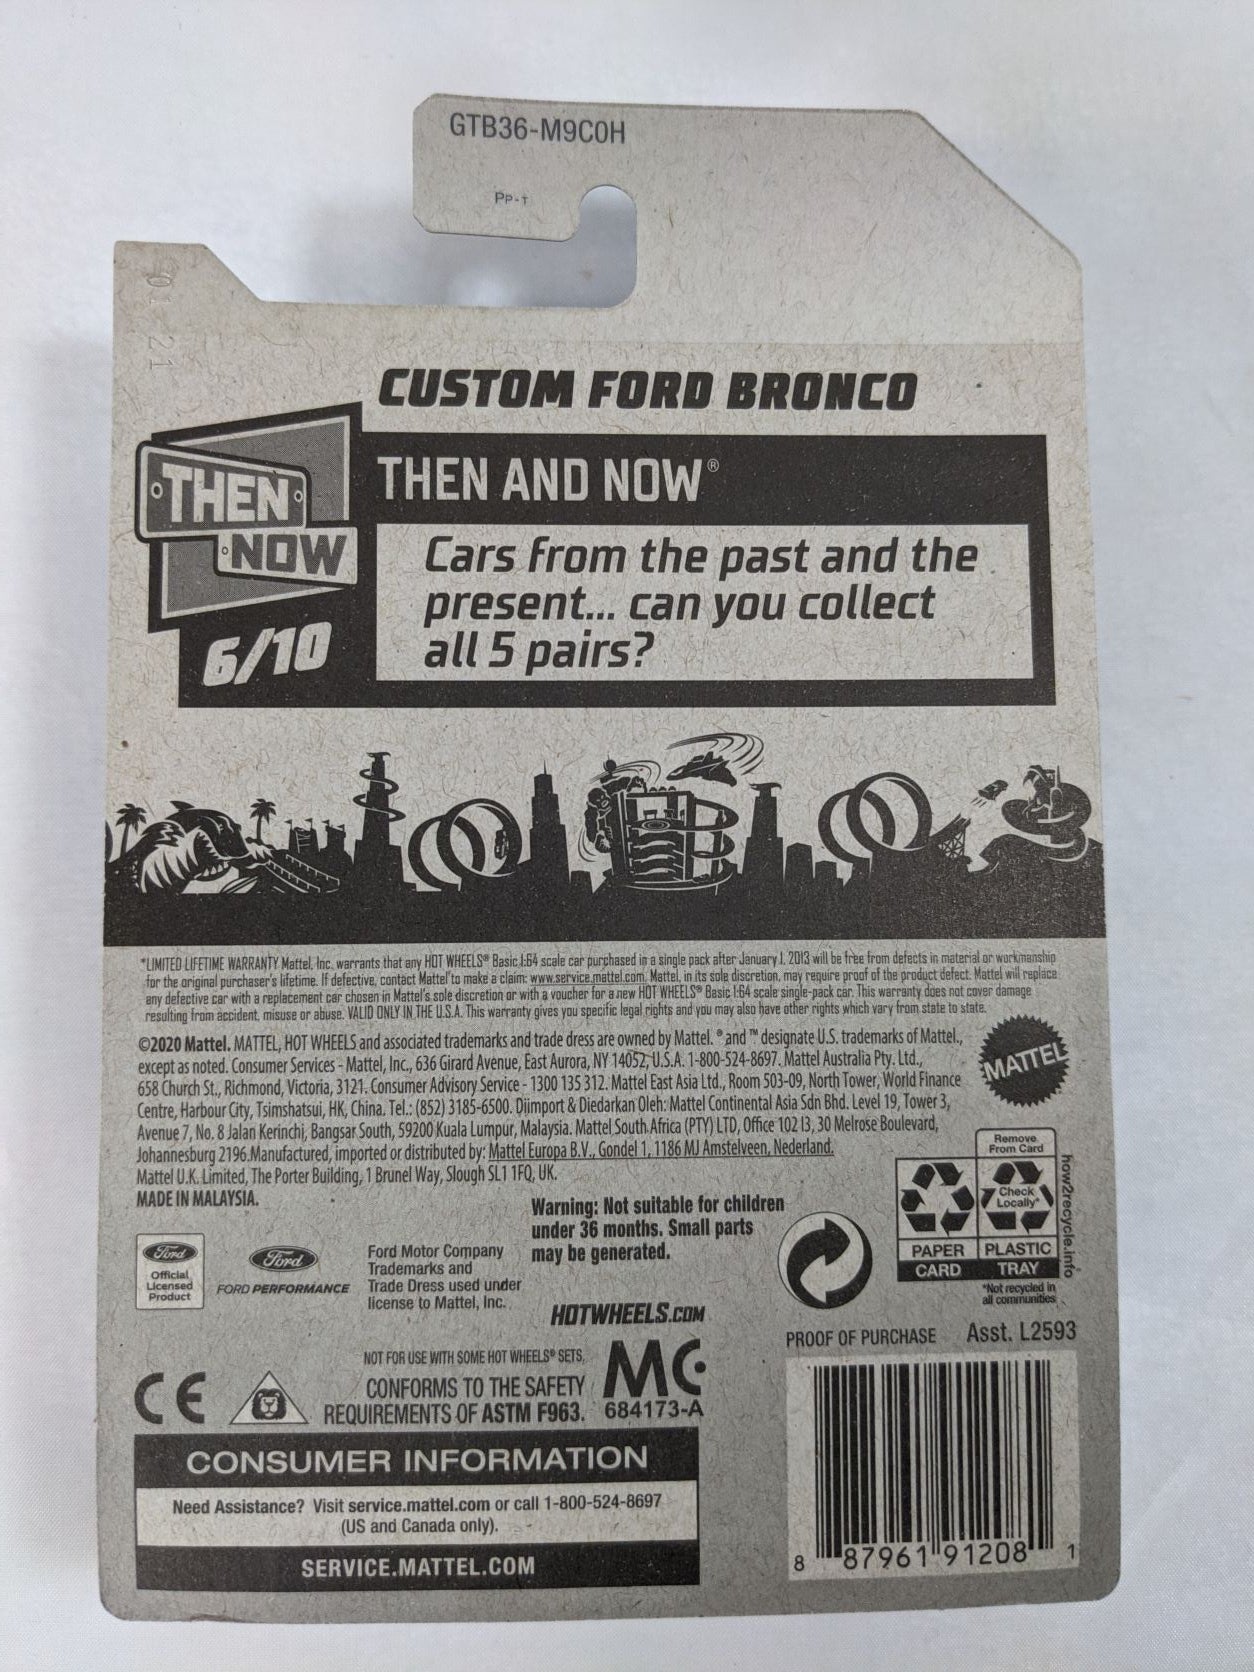 GTB36-M9C0H
PP-T
01 21
CUSTOM FORD BRONCO
THEN AND NOW®
THEN
NOW
6/10
Cars from the past and the
present... can you collect
all 5 pairs?
*LIMITED LIFETIME WARRANTY Mattel, Inc. warrants that any HOT WHEELS® Basic 1:64 scale car purchased in a single pack after January 1, 2013 will be free from defects in material or workmanship
for the original purchaser's lifetime. If defective, contact Mattel to make a claim: www.service.mattel.com. Mattel, in its sole discretion, may require proof of the product defect. Mattel will replace
any defective car with a replacement car chosen in Mattel's sole discretion or with a voucher for a new HOT WHEELS® Basic 1:64 scale single-pack car. This warranty does not cover damage
resulting from accident, misuse or abuse. VALID ONLY IN THE U.S.A. This warranty gives you specific legal rights and you may also have other rights which vary from state to state.
©2020 Mattel. MATTEL, HOT WHEELS and associated trademarks and trade dress are owned by Mattel. ® and ™ designate U.S. trademarks of Mattel,
except as noted. Consumer Services - Mattel, Inc., 636 Girard Avenue, East Aurora, NY 14052, U.S.A. 1-800-524-8697. Mattel Australia Pty. Ltd.,
658 Church St., Richmond, Victoria, 3121. Consumer Advisory Service - 1300 135 312. Mattel East Asia Ltd., Room 503-09, North Tower, World Finance
Centre, Harbour City, Tsimshatsui, HK, China. Tel.: (852) 3185-6500. Diimport & Diedarkan Oleh: Mattel Continental Asia Sdn Bhd. Level 19, Tower 3,
Avenue 7, No. 8 Jalan Kerinchi, Bangsar South, 59200 Kuala Lumpur, Malaysia. Mattel South Africa (PTY) LTD, Office 102 I3, 30 Melrose Boulevard,
Johannesburg 2196. Manufactured, imported or distributed by: Mattel Europa B.V., Gondel 1, 1186 MJ Amstelveen, Nederland.
Mattel U.K. Limited, The Porter Building, 1 Brunel Way, Slough SL1 1FQ, UK.
MADE IN MALAYSIA.
MATTEL
Warning: Not suitable for children
under 36 months. Small parts
may be generated.
Remove
From Card
Check
Locally*
PAPER
PLASTIC
CARD
TRAY
*Not recycled in
all communities
how2recycle.info
Ford
Official
Licensed
Product
Ford
FORD PERFORMANCE
Ford Motor Company
Trademarks and
Trade Dress used under
license to Mattel, Inc.
HOTWHEELS.COM
PROOF OF PURCHASE
Asst. L2593
NOT FOR USE WITH SOME HOT WHEELS® SETS.
CE
CONFORMS TO THE SAFETY
REQUIREMENTS OF ASTM F963.
MC
684173-A
CONSUMER INFORMATION
Need Assistance? Visit service.mattel.com or call 1-800-524-8697
(US and Canada only).
SERVICE.MATTEL.COM
8 87961 91208 1